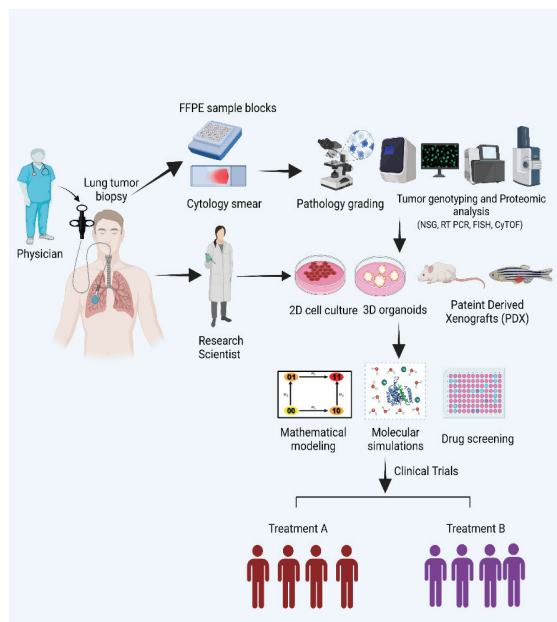 FFPE sample blocks
Lung tumor
biopsy
Cytology smear
Pathology grading
Tumor genotyping and Proteomic
analysis
(NSG, RT PCR, FISH, CyTOF)
Physician
Research
Scientist
2D cell culture
3D organoids
Pateint Derived
Xenografts (PDX)
01
11
00
10
Mathematical
modeling
Molecular
simulations
Drug screening
Clinical Trials
Treatment A
Treatment B